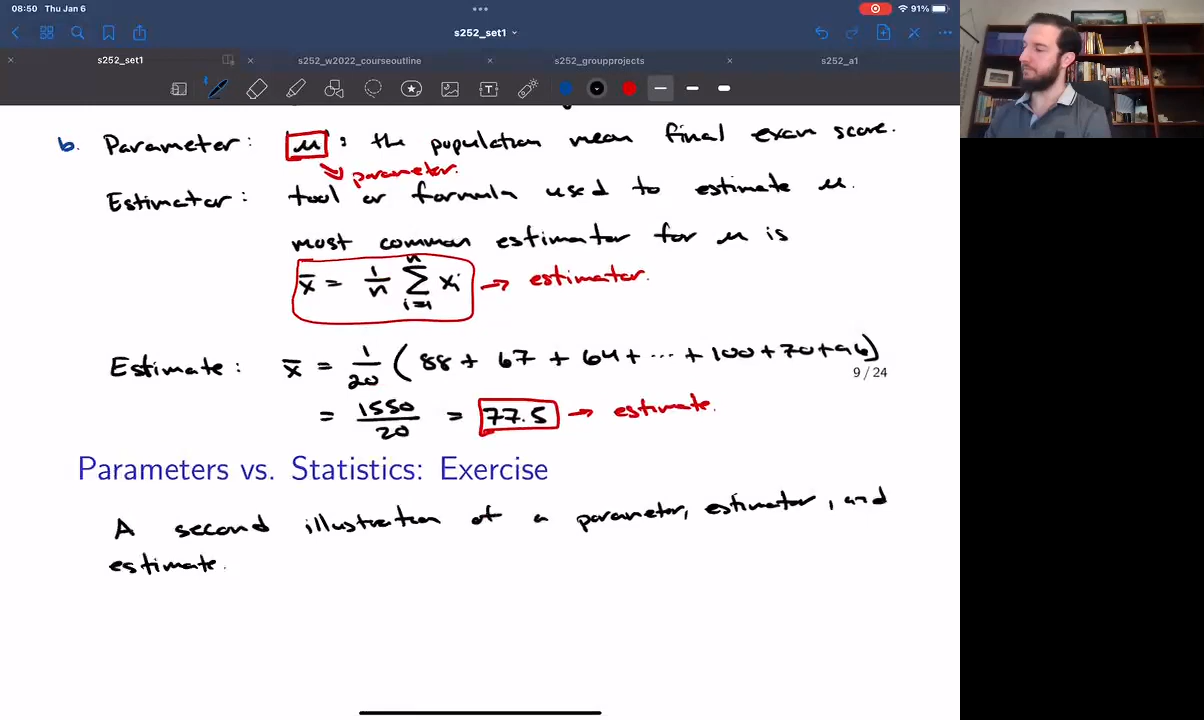 08:50 Thu Jan 6
91%
s252_set1
s252_set1
s252_w2022_courseoutline
s252_groupprojects
s252_a1
b. Parameter: μ : the population mean final exam score.
→ parameter.
Estimator: tool or formula used to estimate μ.
most common estimator for μ is
x̄ = 1/n Σ_{i=1}^{n} xᵢ → estimator.
Estimate: x̄ = 1/20 (88 + 67 + 64 + ... + 100 + 70 + 96)
9 / 24
= 1550/20 = 77.5 → estimate.
Parameters vs. Statistics: Exercise
A second illustration of a parameter, estimator, and
estimate.